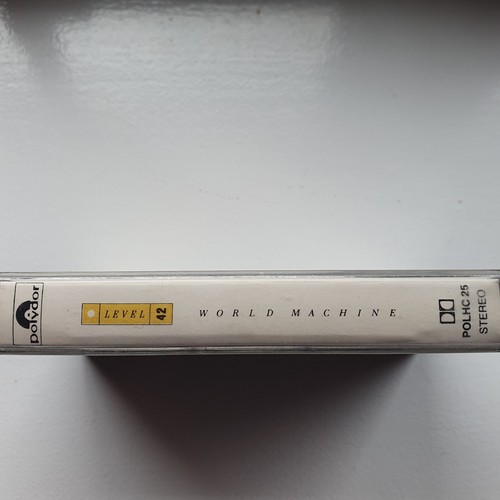 polydor
LEVEL 42
WORLD MACHINE
POLHC 25
STEREO